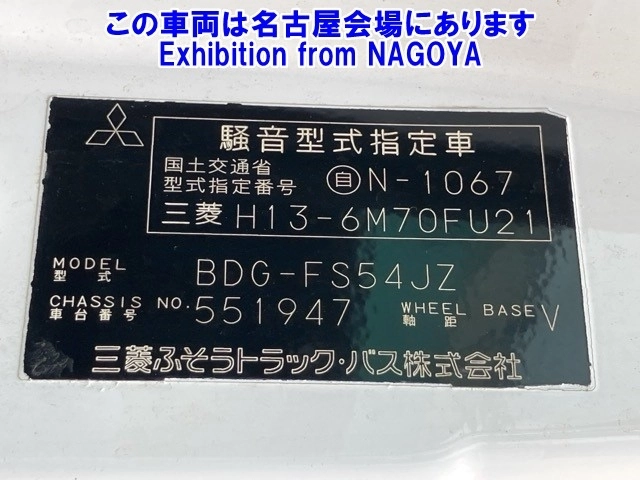 この車両は名古屋会場にあります
Exhibition from NAGOYA
騒音型式指定車
国土交通省
型式指定番号 自 N-1067
三菱 H13-6M70FU21
MODEL
型式 BDG-FS54JZ
CHASSIS NO.
車台番号 551947
WHEEL BASE
軸距 V
三菱ふそうトラック・バス株式会社